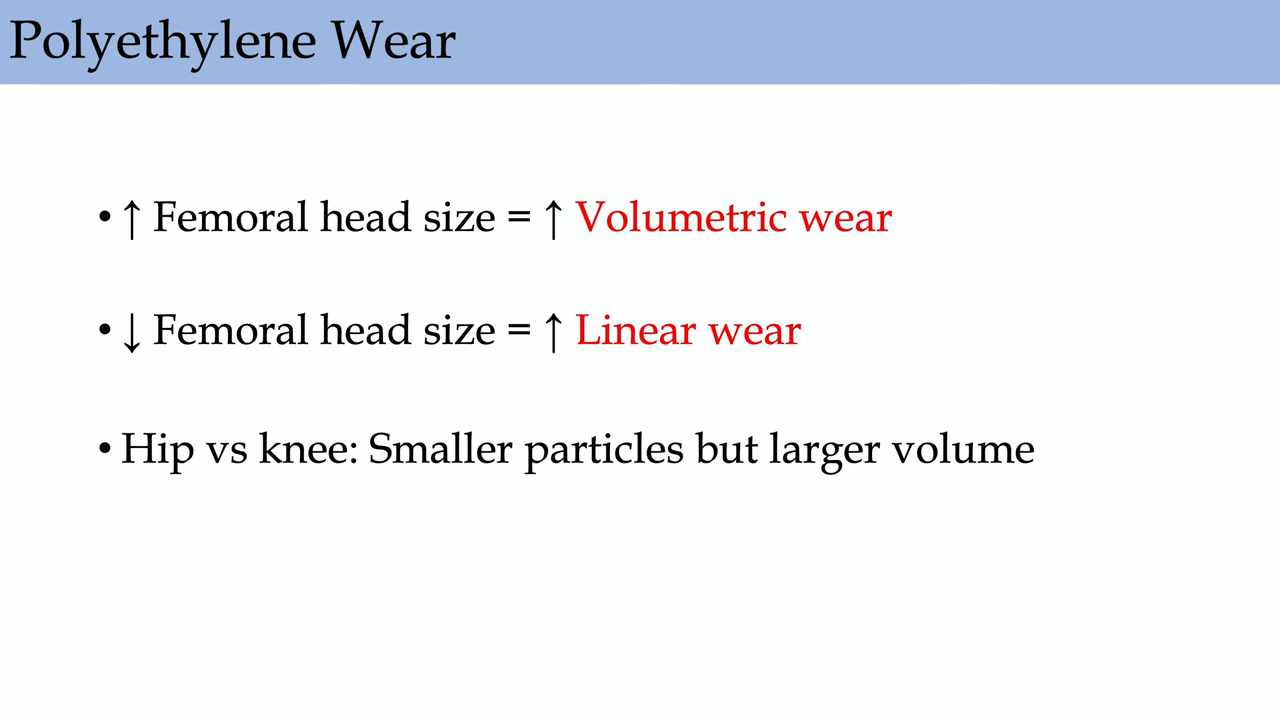 Polyethylene Wear
• ↑ Femoral head size = ↑ Volumetric wear
• ↓ Femoral head size = ↑ Linear wear
• Hip vs knee: Smaller particles but larger volume